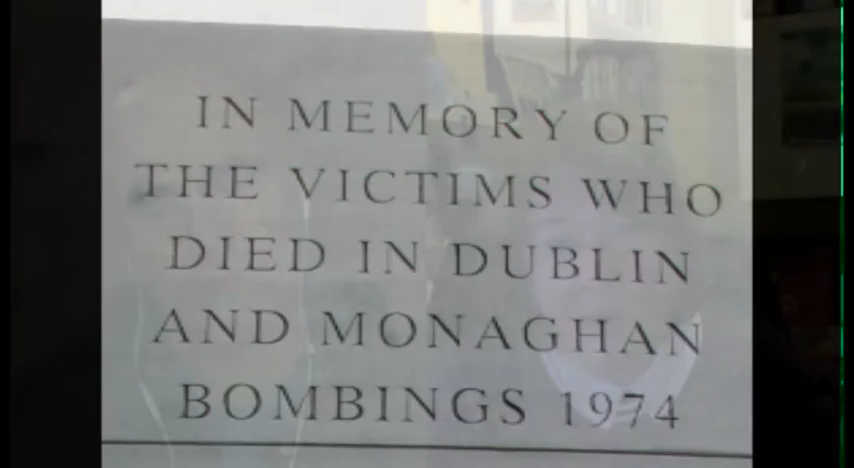 IN MEMORY OF
THE VICTIMS WHO
DIED IN DUBLIN
AND MONAGHAN
BOMBINGS 1974